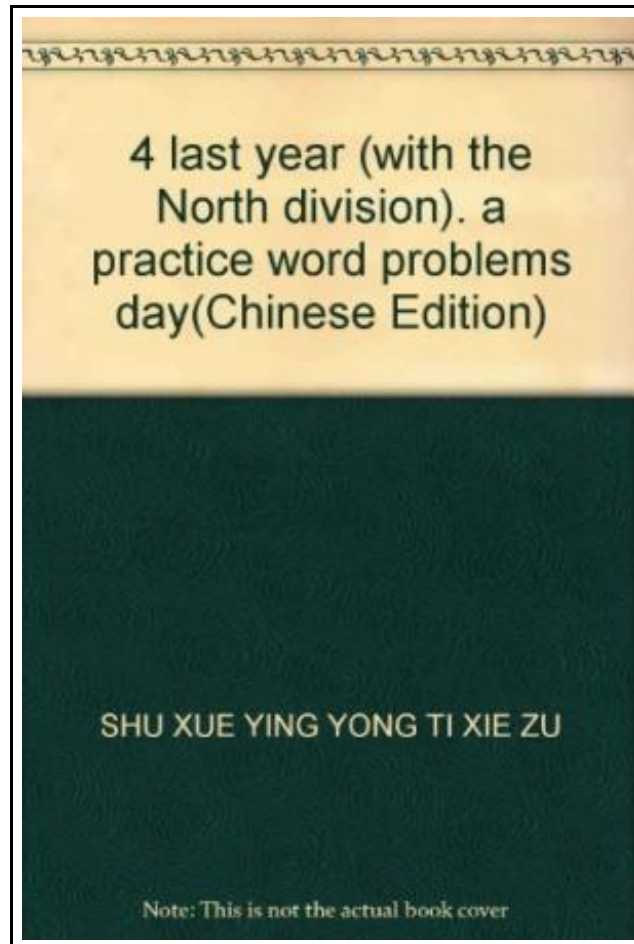 4 last year (with the
North division). a
practice word problems
day(Chinese Edition)
SHU XUE YING YONG TI XIE ZU
Note: This is not the actual book cover